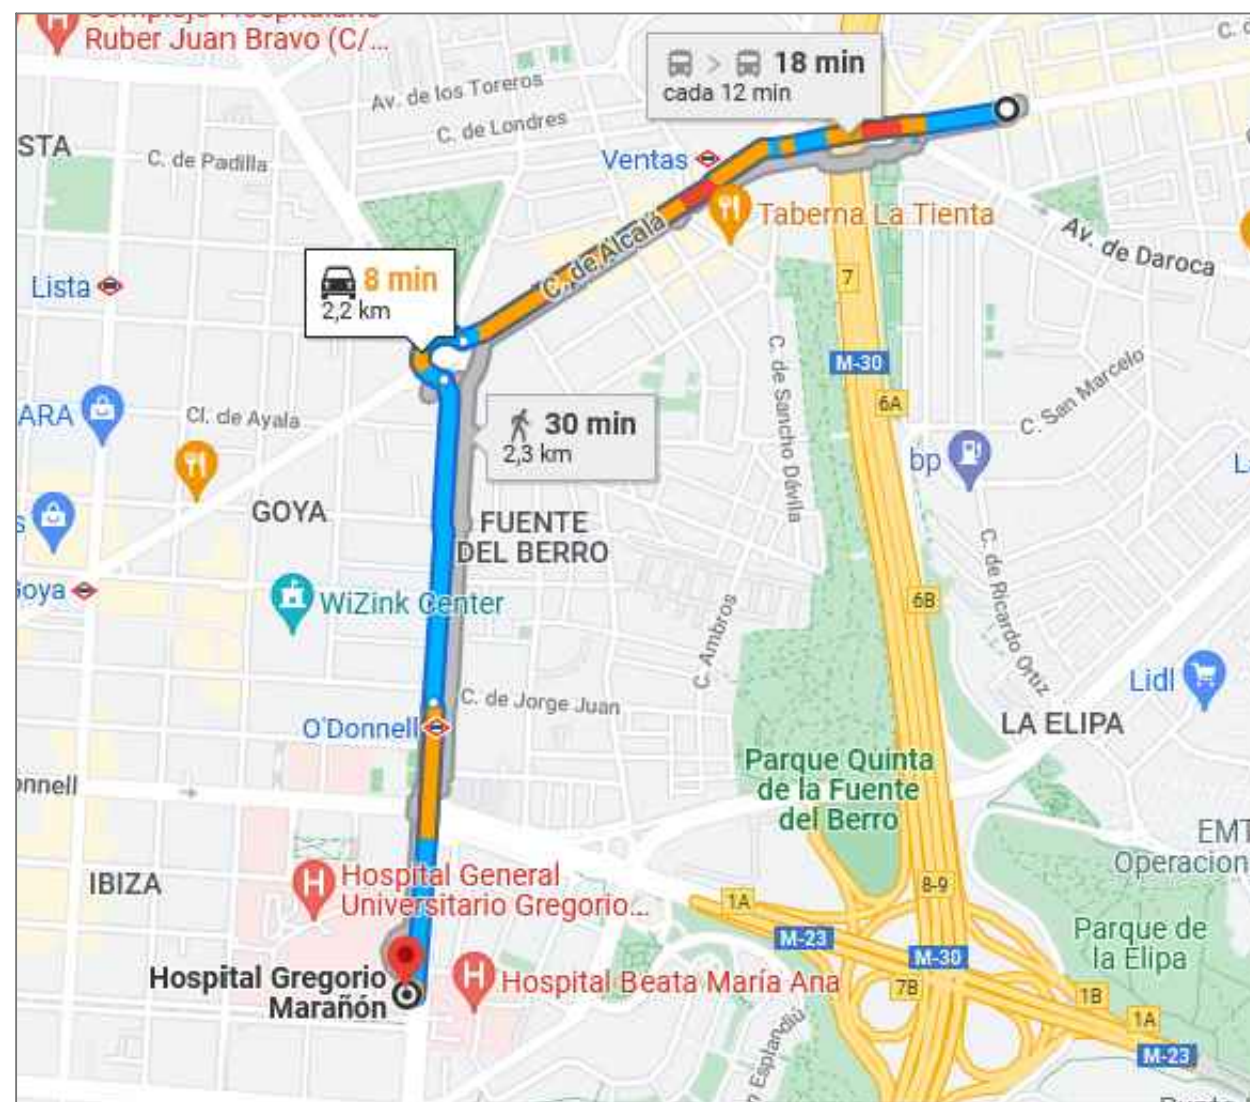 Complejo Hospitalario
Ruber Juan Bravo (C/...
18 min
cada 12 min
Av. de los Toreros
C. de Londres
STA
C. de Padilla
Ventas
Taberna La Tienta
C. de Alcalá
Av. de Daroca
Lista
8 min
2,2 km
7
M-30
C. de Sancho Dávila
C. San Marcelo
6A
ARA
Cl. de Ayala
30 min
2,3 km
bp
GOYA
FUENTE
DEL BERRO
C. de Ricardo Ortiz
Goya
WiZink Center
6B
C. Ambros
Lidl
C. de Jorge Juan
O'Donnell
LA ELIPA
onnell
Parque Quinta
de la Fuente
del Berro
EMT
Operacion
IBIZA
Hospital General
Universitario Gregorio...
8-9
1A
M-23
M-30
Parque de
la Elipa
Hospital Gregorio
Marañón
Hospital Beata María Ana
7B
1B
1A
M-23
Esplandiú